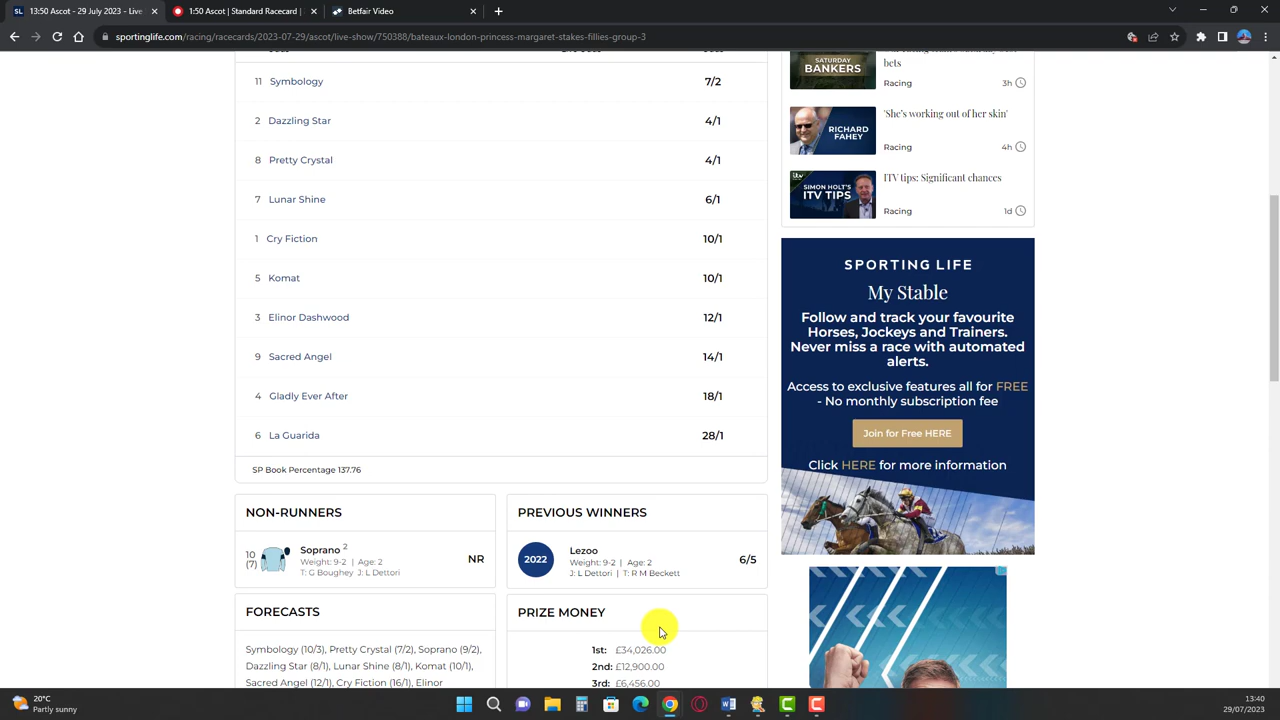 13:50 Ascot - 29 July 2023 - Live
1:50 Ascot | Standard Racecard |
Betfair Video
sportinglife.com/racing/racecards/2023-07-29/ascot/live-show/750388/bateaux-london-princess-margaret-stakes-fillies-group-3
11 Symbology 7/2
2 Dazzling Star 4/1
8 Pretty Crystal 4/1
7 Lunar Shine 6/1
1 Cry Fiction 10/1
5 Komat 10/1
3 Elinor Dashwood 12/1
9 Sacred Angel 14/1
4 Gladly Ever After 18/1
6 La Guarida 28/1
SP Book Percentage 137.76
NON-RUNNERS
10
(7)
Soprano 2
Weight: 9-2 | Age: 2
T: G Boughey J: L Dettori
NR
PREVIOUS WINNERS
2022
Lezoo
Weight: 9-2 | Age: 2
J: L Dettori | T: R M Beckett
6/5
FORECASTS
Symbology (10/3), Pretty Crystal (7/2), Soprano (9/2),
Dazzling Star (8/1), Lunar Shine (8/1), Komat (10/1),
Sacred Angel (12/1), Cry Fiction (16/1), Elinor
PRIZE MONEY
1st: £34,026.00
2nd: £12,900.00
3rd: £6,456.00
SATURDAY
BANKERS
bets
Racing 3h
RICHARD
FAHEY
'She's working out of her skin'
Racing 4h
itv
SIMON HOLT'S
ITV TIPS
ITV tips: Significant chances
Racing 1d
SPORTING LIFE
My Stable
Follow and track your favourite
Horses, Jockeys and Trainers.
Never miss a race with automated
alerts.
Access to exclusive features all for FREE
- No monthly subscription fee
Join for Free HERE
Click HERE for more information
20°C
Partly sunny
13:40
29/07/2023